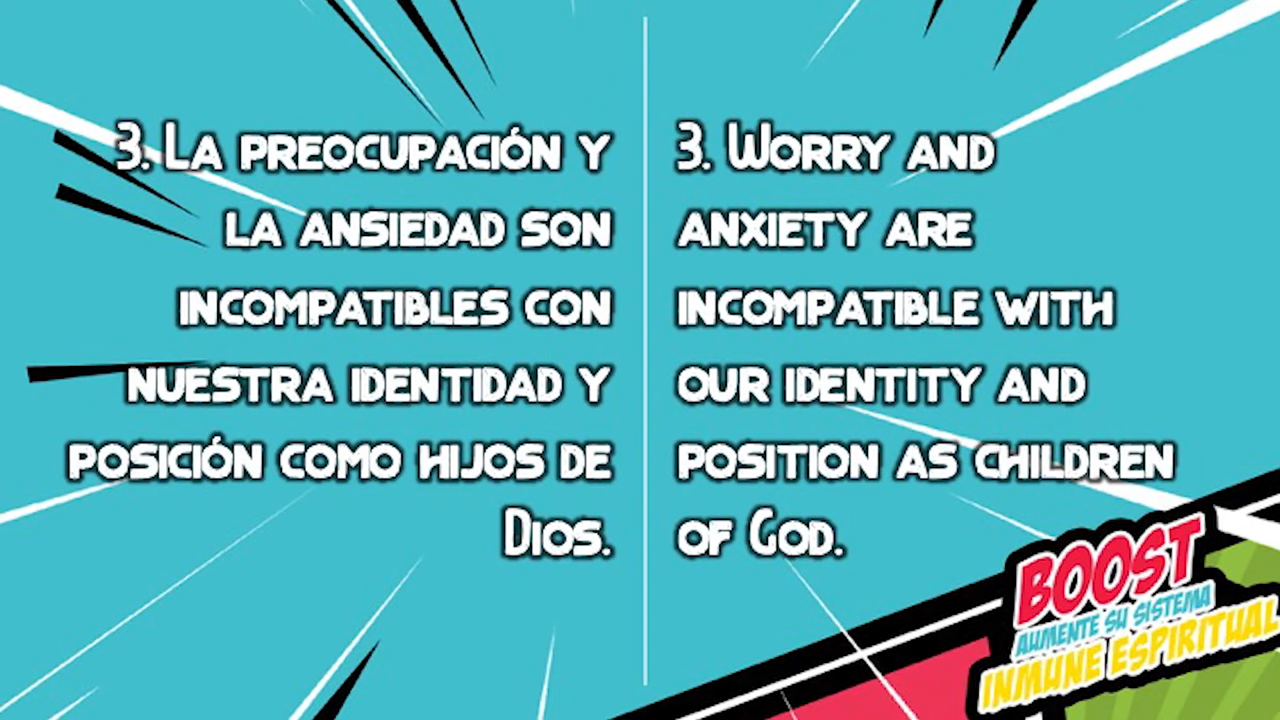 3. La preocupación y
la ansiedad son
incompatibles con
nuestra identidad y
posición como hijos de
Dios.
3. Worry and
anxiety are
incompatible with
our identity and
position as children
of God.
BOOST
AUMENTE SU SISTEMA
INMUNE ESPIRITUAL